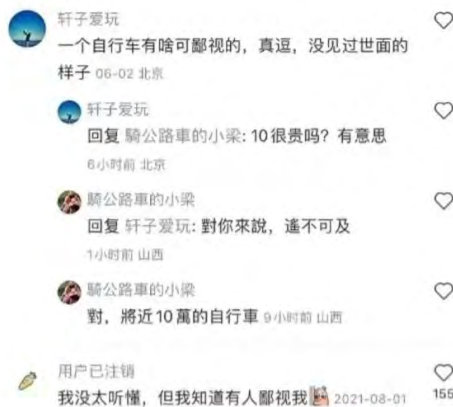 轩子爱玩
一个自行车有啥可鄙视的，真逗，没见过世面的
样子 06-02 北京
轩子爱玩
回复 騎公路車的小梁: 10很贵吗？有意思
6小时前 北京
騎公路車的小梁
回复 轩子爱玩: 對你來說，遙不可及
1小时前 山西
騎公路車的小梁
對，將近10萬的自行車 9小时前 山西
用户已注销
我没太听懂，但我知道有人鄙视我 2021-08-01
155